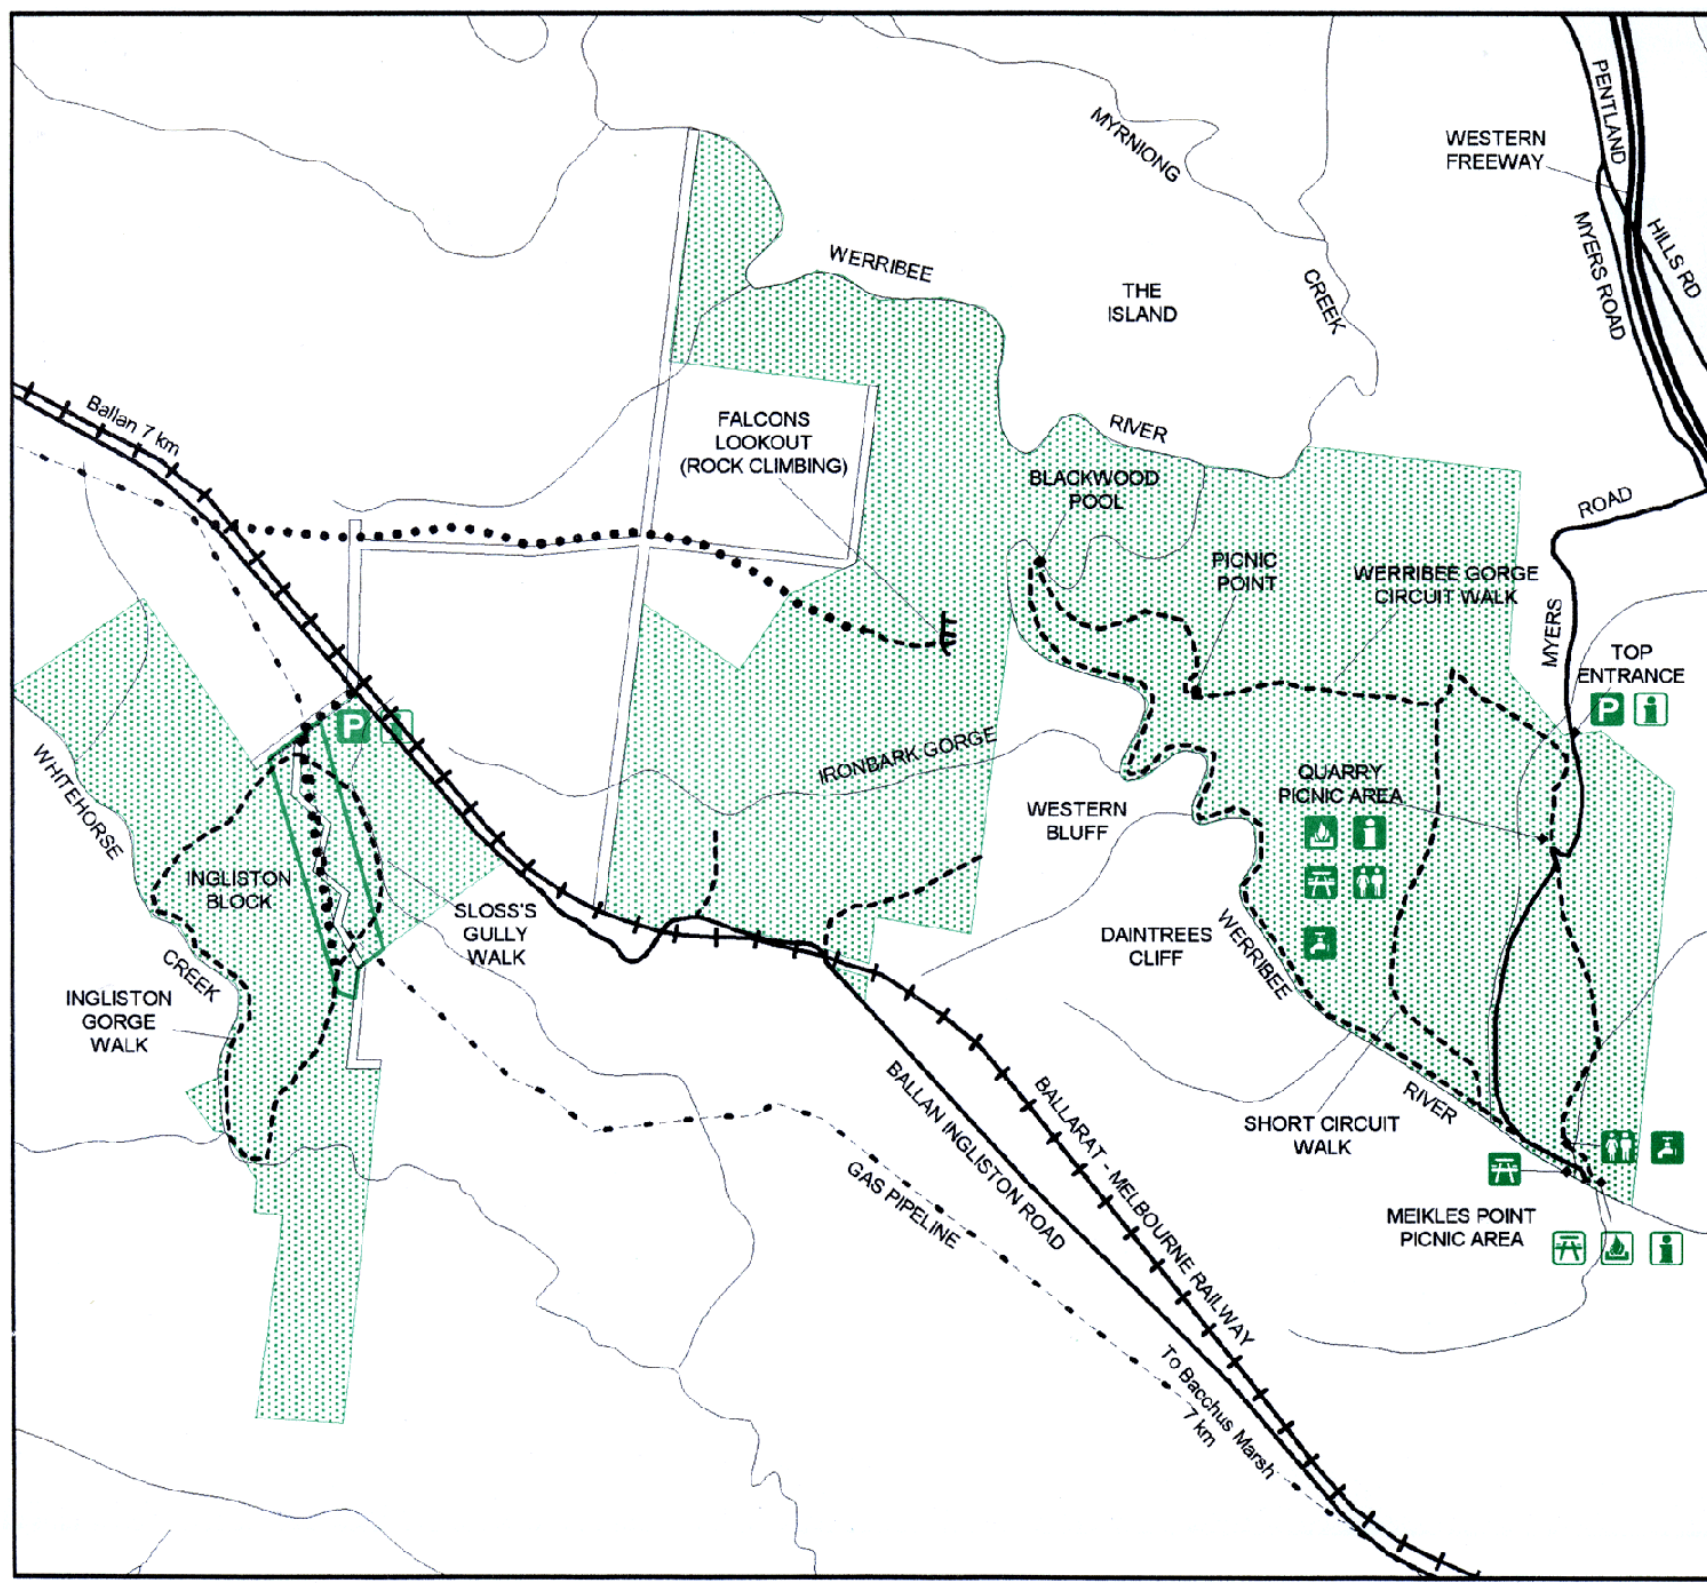 PENTLAND
HILLS RD
WESTERN
FREEWAY
MYERS ROAD
MYRNIONG
CREEK
WERRIBEE
RIVER
THE
ISLAND
Ballan 7 km
FALCONS
LOOKOUT
(ROCK CLIMBING)
BLACKWOOD
POOL
ROAD
MYERS
PICNIC
POINT
WERRIBEE GORGE
CIRCUIT WALK
TOP
ENTRANCE
P
i
P
WHITEHORSE
CREEK
IRONBARK GORGE
QUARRY
PICNIC AREA
i
WESTERN
BLUFF
INGLISTON
BLOCK
SLOSS'S
GULLY
WALK
DAINTREES
CLIFF
WERRIBEE
RIVER
INGLISTON
GORGE
WALK
BALLAN INGLISTON ROAD
BALLARAT - MELBOURNE RAILWAY
GAS PIPELINE
SHORT CIRCUIT
WALK
MEIKLES POINT
PICNIC AREA
i
To Bacchus Marsh
7 km